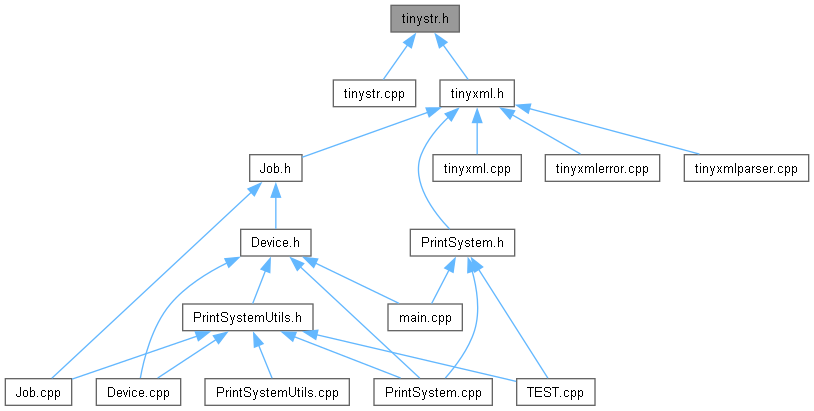 tinystr.h
tinystr.cpp
tinyxml.h
Job.h
tinyxml.cpp
tinyxmlerror.cpp
tinyxmlparser.cpp
Device.h
PrintSystem.h
PrintSystemUtils.h
main.cpp
Job.cpp
Device.cpp
PrintSystemUtils.cpp
PrintSystem.cpp
TEST.cpp